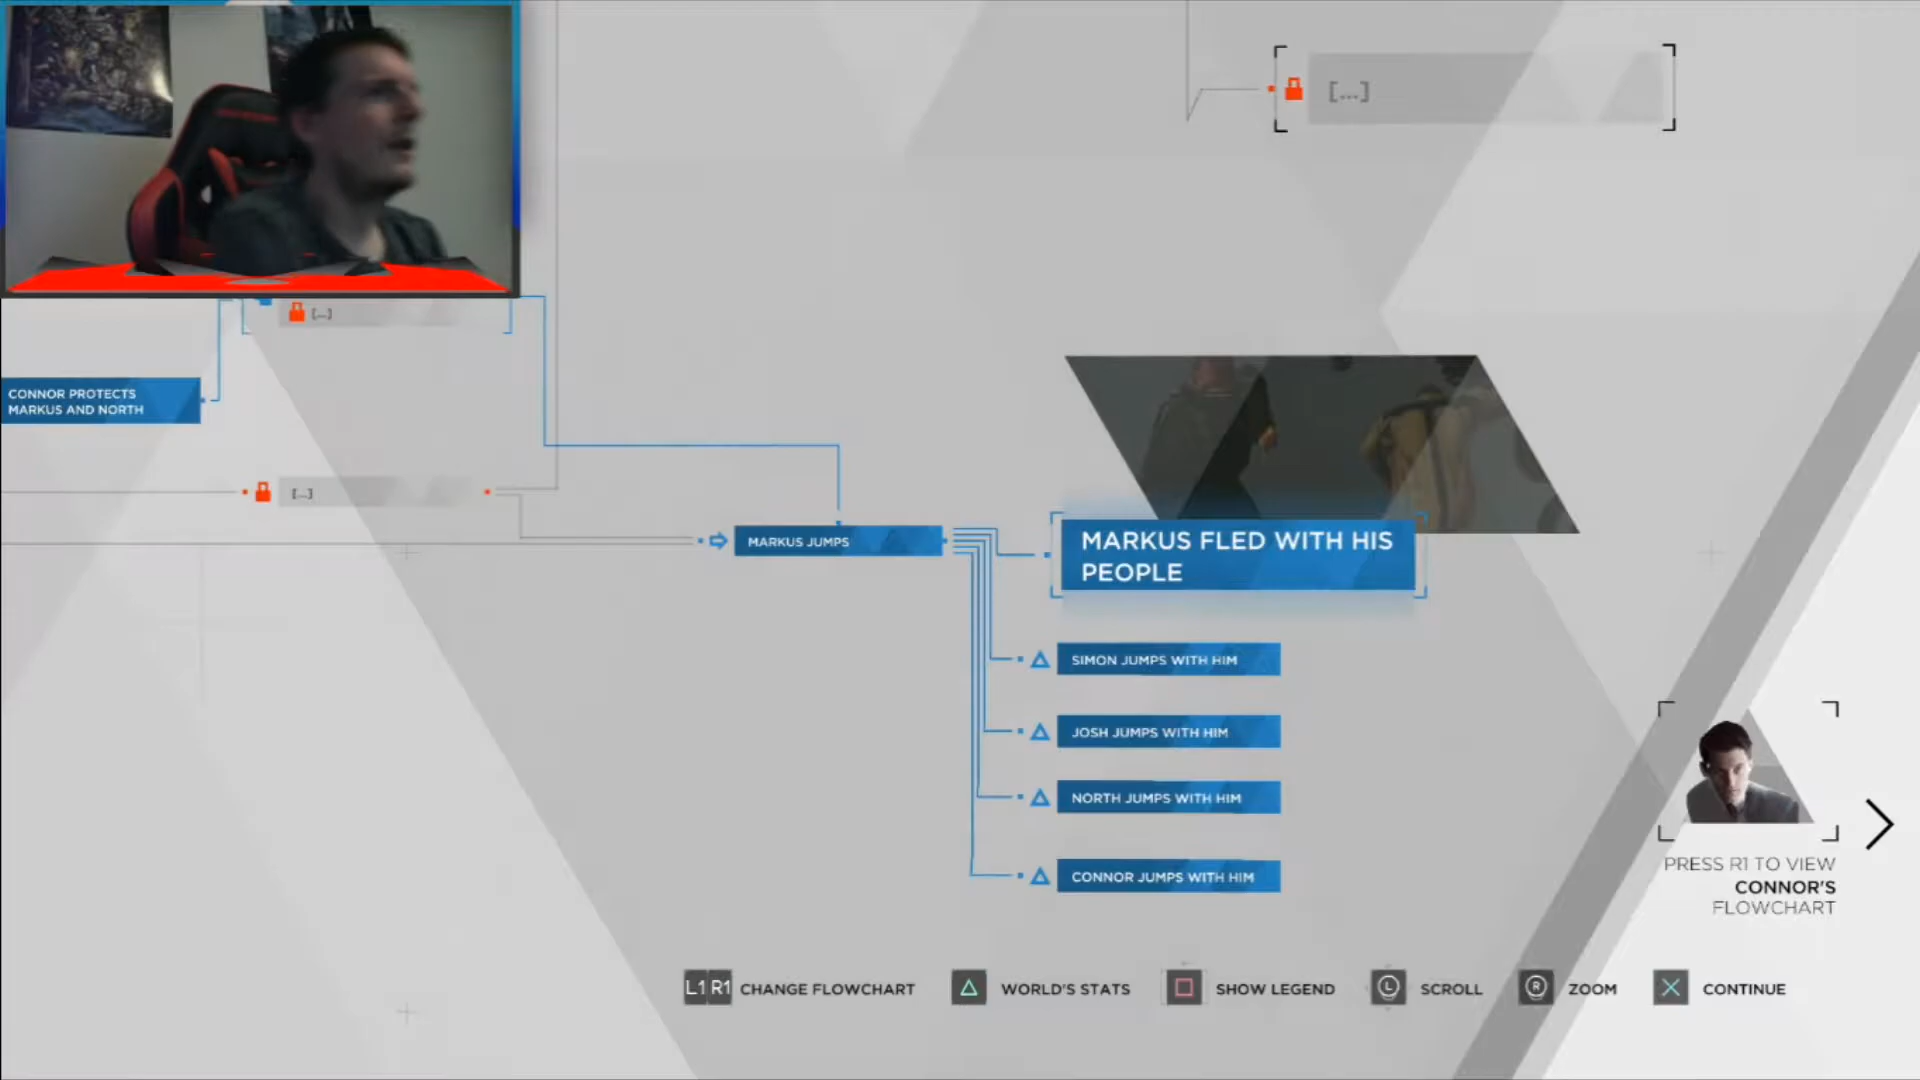 [...]
[...]
CONNOR PROTECTS
MARKUS AND NORTH
[...]
MARKUS JUMPS
MARKUS FLED WITH HIS
PEOPLE
SIMON JUMPS WITH HIM
JOSH JUMPS WITH HIM
NORTH JUMPS WITH HIM
CONNOR JUMPS WITH HIM
PRESS R1 TO VIEW
CONNOR'S
FLOWCHART
L1 R1 CHANGE FLOWCHART
WORLD'S STATS
SHOW LEGEND
L SCROLL
R ZOOM
CONTINUE